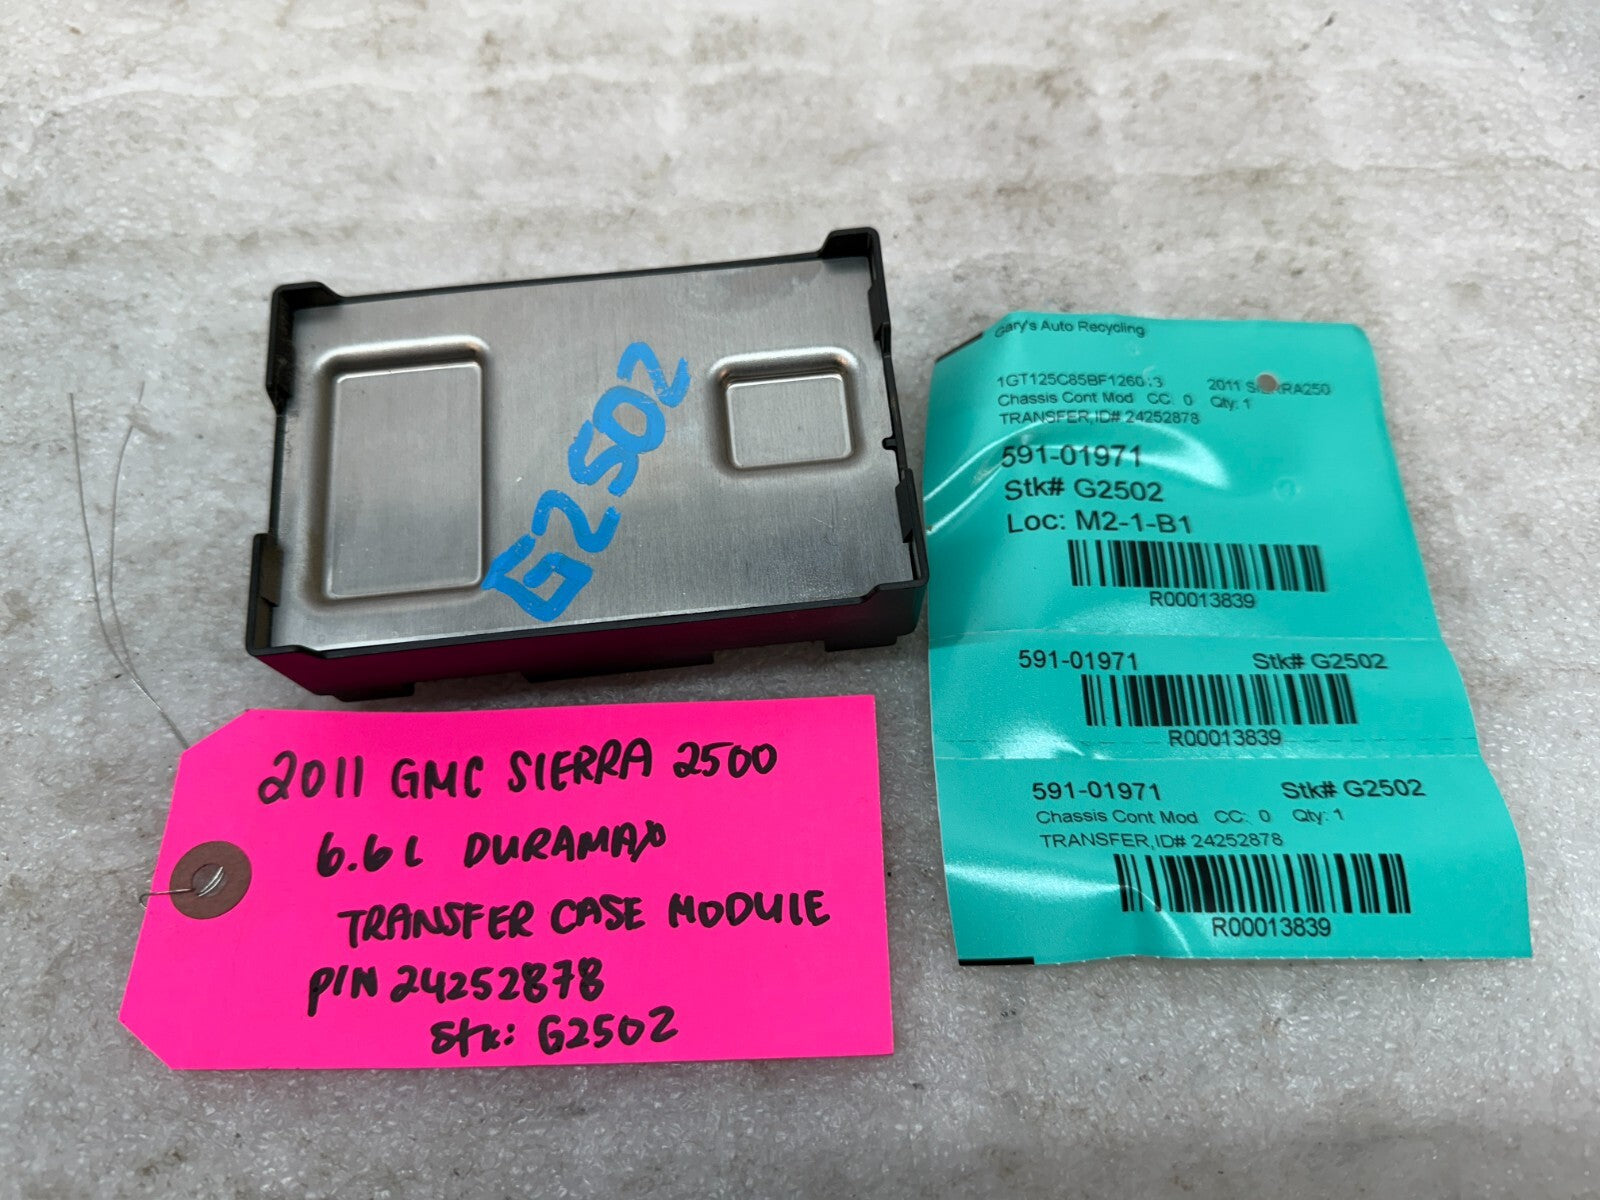 G2502
2011 GMC SIERRA 2500
6.6L DURAMAX
TRANSFER CASE MODULE
P/N 24252878
Stk: G2502
Gary's Auto Recycling
2011
Chassis Cont Mod CC: 0 Qty: 1
TRANSFER,ID# 24252878
591-01971
Stk# G2502
Loc: M2-1-B1
R00013839
591-01971 Stk# G2502
R00013839
591-01971 Stk# G2502
Chassis Cont Mod CC: 0 Qty: 1
TRANSFER,ID# 24252878
R00013839